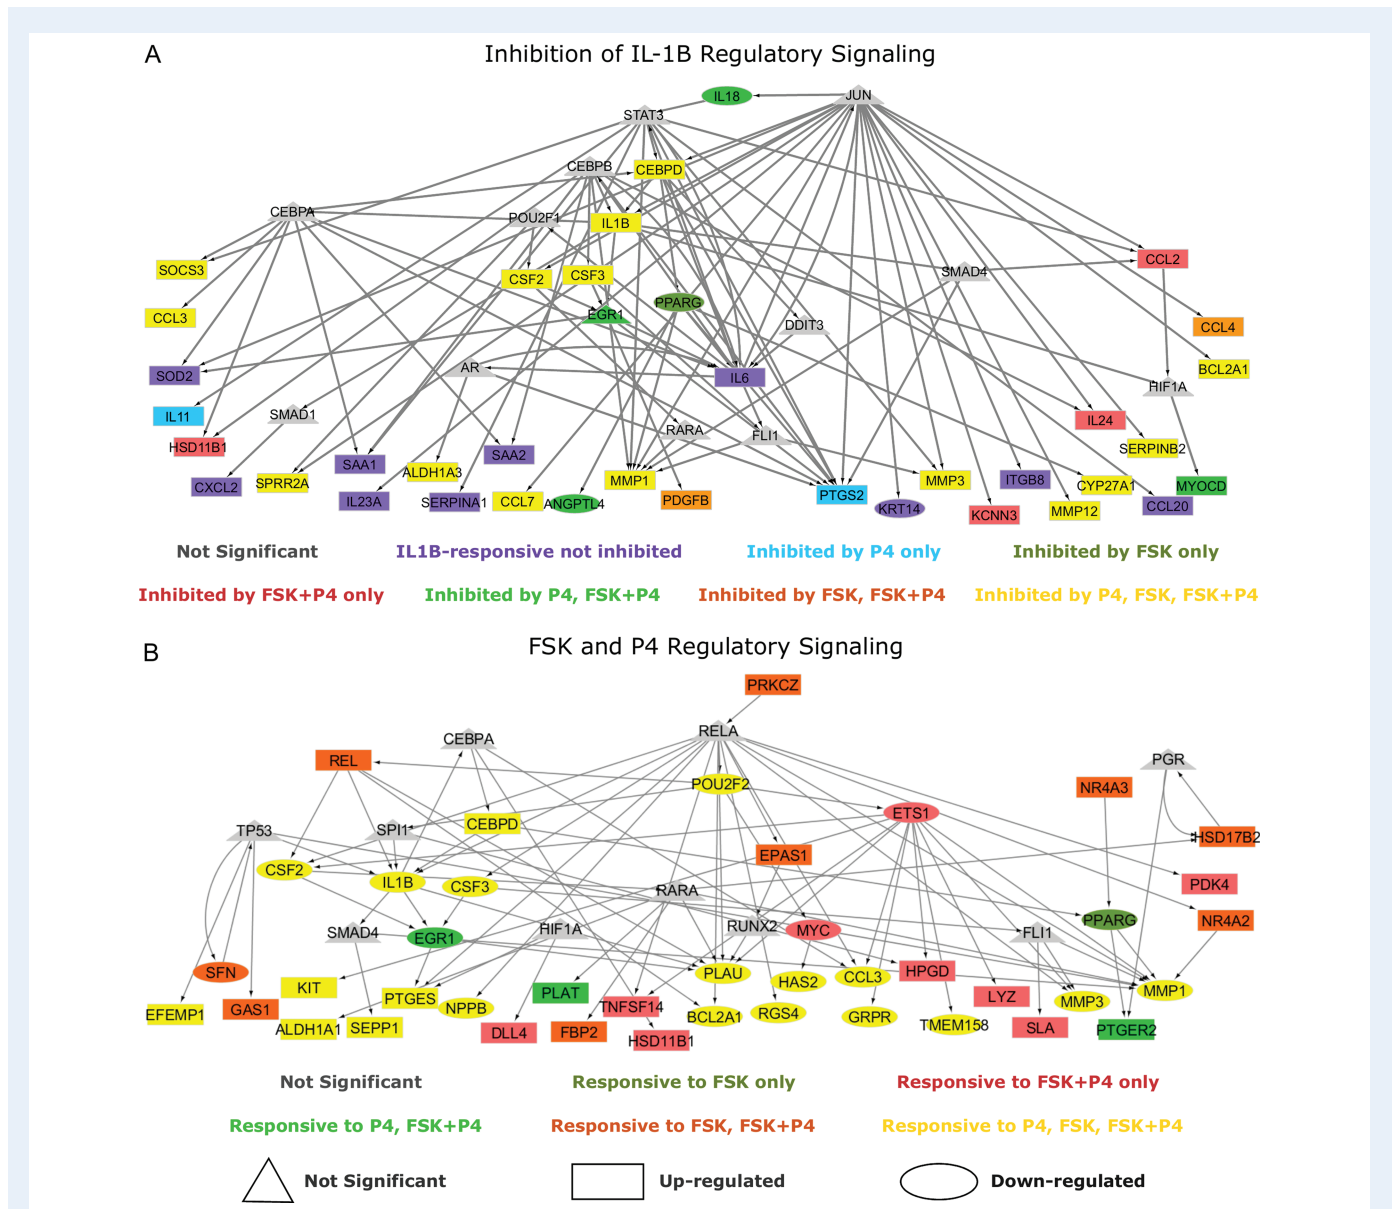 A
Inhibition of IL-1B Regulatory Signaling
IL18
JUN
STAT3
CEBPB
CEBPD
CEBPA
POU2F1
IL1B
SOCS3
CSF2
CSF3
SMAD4
CCL2
CCL3
EGR1
PPARG
DDIT3
CCL4
SOD2
AR
IL6
BCL2A1
HIF1A
IL11
SMAD1
RARA
FLI1
IL24
HSD11B1
SAA1
ALDH1A3
SAA2
SERPINB2
CXCL2
SPRR2A
IL23A
SERPINA1
CCL7
ANGPTL4
MMP1
PDGFB
PTGS2
KRT14
MMP3
KCNN3
ITGB8
MMP12
CYP27A1
CCL20
MYOCD
Not Significant
IL1B-responsive not inhibited
Inhibited by P4 only
Inhibited by FSK only
Inhibited by FSK+P4 only
Inhibited by P4, FSK+P4
Inhibited by FSK, FSK+P4
Inhibited by P4, FSK, FSK+P4
B
FSK and P4 Regulatory Signaling
PRKCZ
RELA
CEBPA
REL
PGR
POU2F2
NR4A3
TP53
SPI1
CEBPD
ETS1
HSD17B2
CSF2
IL1B
CSF3
EPAS1
RARA
PDK4
SMAD4
EGR1
HIF1A
RUNX2
MYC
FLI1
PPARG
NR4A2
SFN
KIT
PTGES
PLAT
PLAU
HAS2
CCL3
HPGD
LYZ
MMP3
MMP1
EFEMP1
GAS1
ALDH1A1
SEPP1
NPPB
DLL4
FBP2
TNFSF14
HSD11B1
BCL2A1
RGS4
GRPR
TMEM158
SLA
PTGER2
Not Significant
Responsive to FSK only
Responsive to FSK+P4 only
Responsive to P4, FSK+P4
Responsive to FSK, FSK+P4
Responsive to P4, FSK, FSK+P4
Not Significant
Up-regulated
Down-regulated